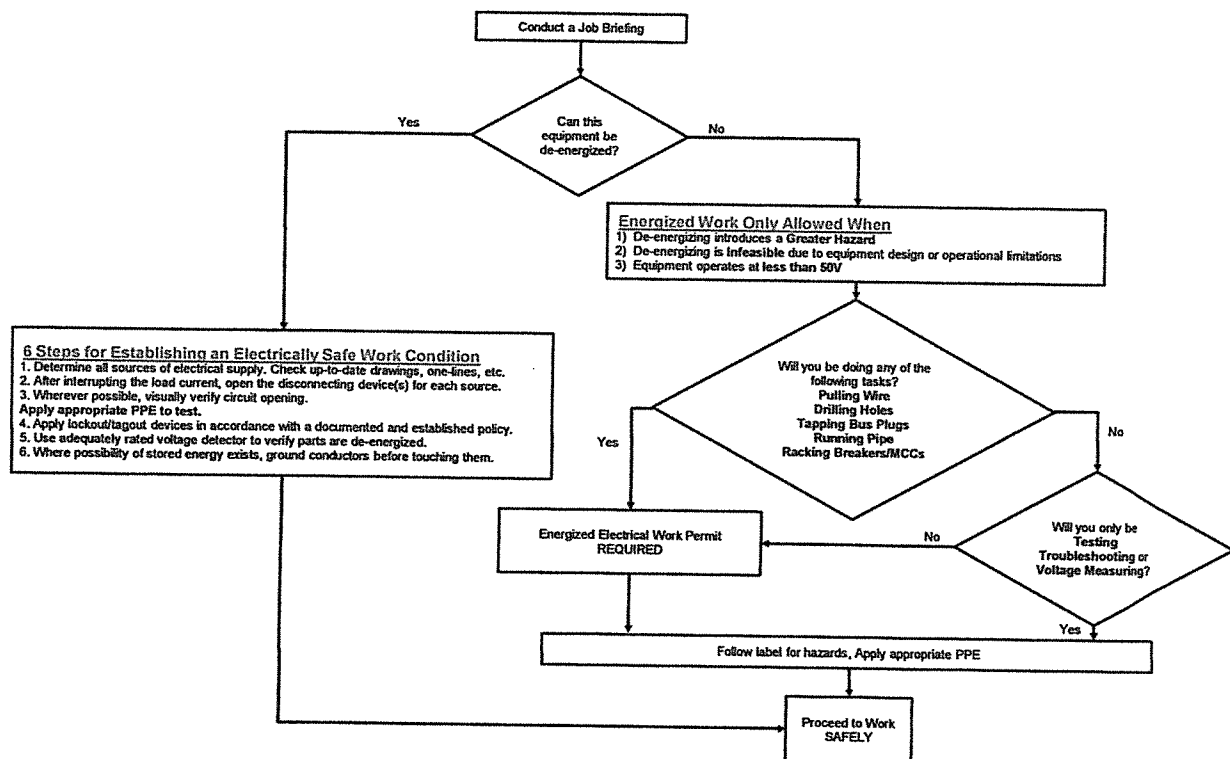 Conduct a Job Briefing
Can this
equipment be
de-energized?
Yes
No
Energized Work Only Allowed When
1) De-energizing introduces a Greater Hazard
2) De-energizing is Infeasible due to equipment design or operational limitations
3) Equipment operates at less than 50V
6 Steps for Establishing an Electrically Safe Work Condition
1. Determine all sources of electrical supply. Check up-to-date drawings, one-lines, etc.
2. After interrupting the load current, open the disconnecting device(s) for each source.
3. Wherever possible, visually verify circuit opening.
Apply appropriate PPE to test.
4. Apply lockout/tagout devices in accordance with a documented and established policy.
5. Use adequately rated voltage detector to verify parts are de-energized.
6. Where possibility of stored energy exists, ground conductors before touching them.
Will you be doing any of the
following tasks?
Pulling Wire
Drilling Holes
Tapping Bus Plugs
Running Pipe
Racking Breakers/MCCs
Yes
No
Energized Electrical Work Permit
REQUIRED
No
Will you only be
Testing
Troubleshooting or
Voltage Measuring?
Yes
Follow label for hazards, Apply appropriate PPE
Proceed to Work
SAFELY